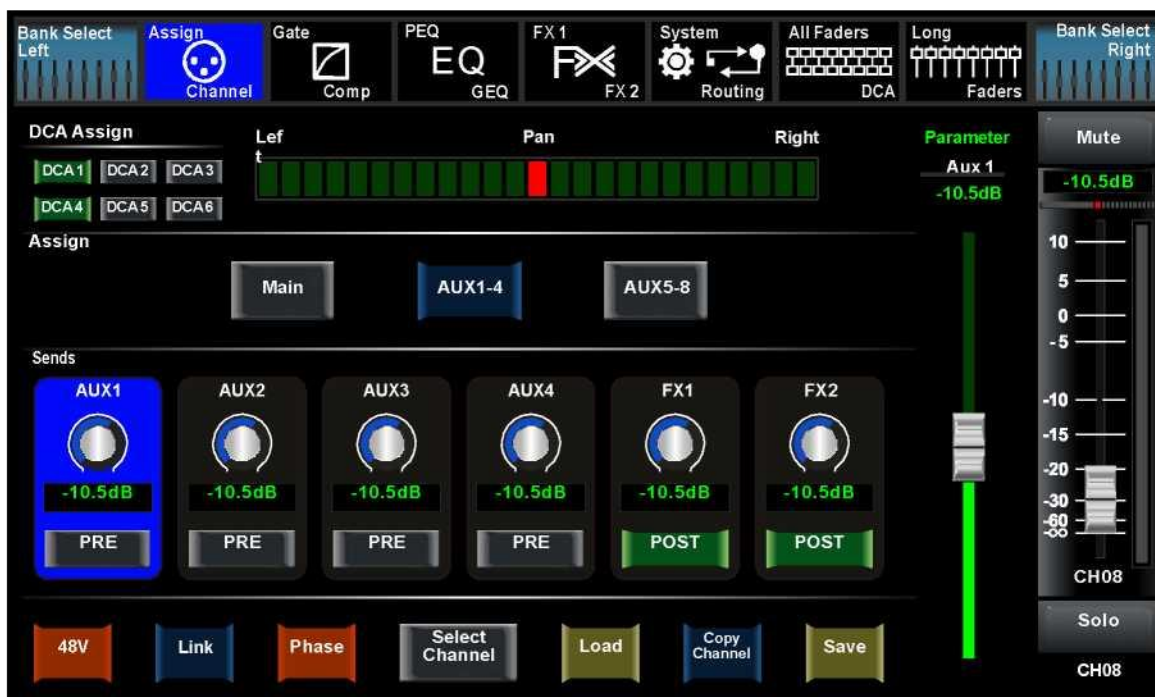 Bank Select
Left
Assign
Channel
Gate
Comp
PEQ
EQ
GEQ
FX 1
FX 2
System
Routing
All Faders
DCA
Long
Faders
Bank Select
Right
DCA Assign
DCA1 DCA2 DCA3
DCA4 DCA5 DCA6
Lef
t
Pan
Right
Parameter
Aux 1
-10.5dB
Mute
-10.5dB
Assign
Main
AUX1-4
AUX5-8
Sends
AUX1 AUX2 AUX3 AUX4 FX1 FX2
-10.5dB -10.5dB -10.5dB -10.5dB -10.5dB -10.5dB
PRE PRE PRE PRE POST POST
10
5
0
-5
-10
-15
-20
-30
-60
-∞
CH08
48V
Link
Phase
Select
Channel
Load
Copy
Channel
Save
Solo
CH08